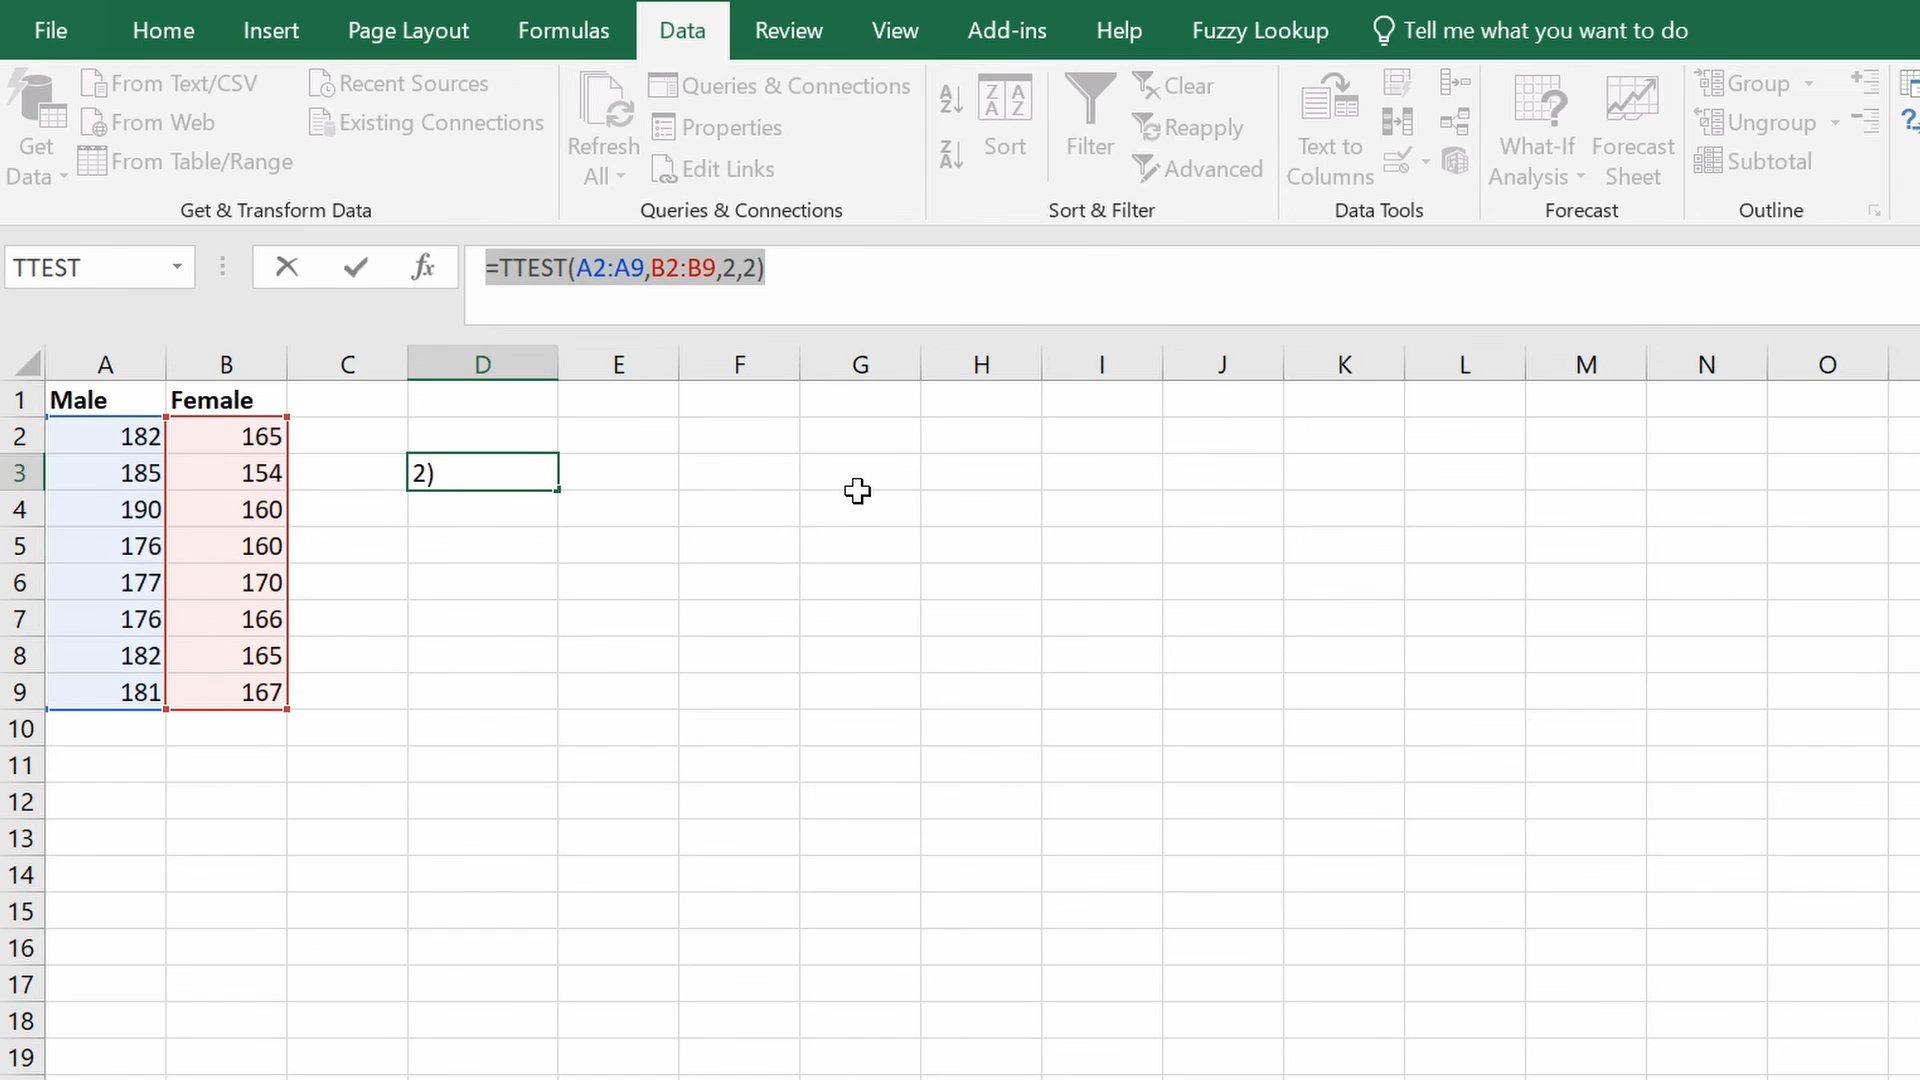 File Home Insert Page Layout Formulas Data Review View Add-ins Help Fuzzy Lookup Tell me what you want to do
Get
Data
From Text/CSV
From Web
From Table/Range
Recent Sources
Existing Connections
Get & Transform Data
Refresh
All
Queries & Connections
Properties
Edit Links
Queries & Connections
Sort
Filter
Clear
Reapply
Advanced
Sort & Filter
Text to
Columns
Data Tools
What-If
Analysis
Forecast
Sheet
Forecast
Group
Ungroup
Subtotal
Outline
TTEST fx =TTEST(A2:A9,B2:B9,2,2)
A B C D E F G H I J K L M N O
1 Male Female
2 182 165
3 185 154 2)
4 190 160
5 176 160
6 177 170
7 176 166
8 182 165
9 181 167
10
11
12
13
14
15
16
17
18
19